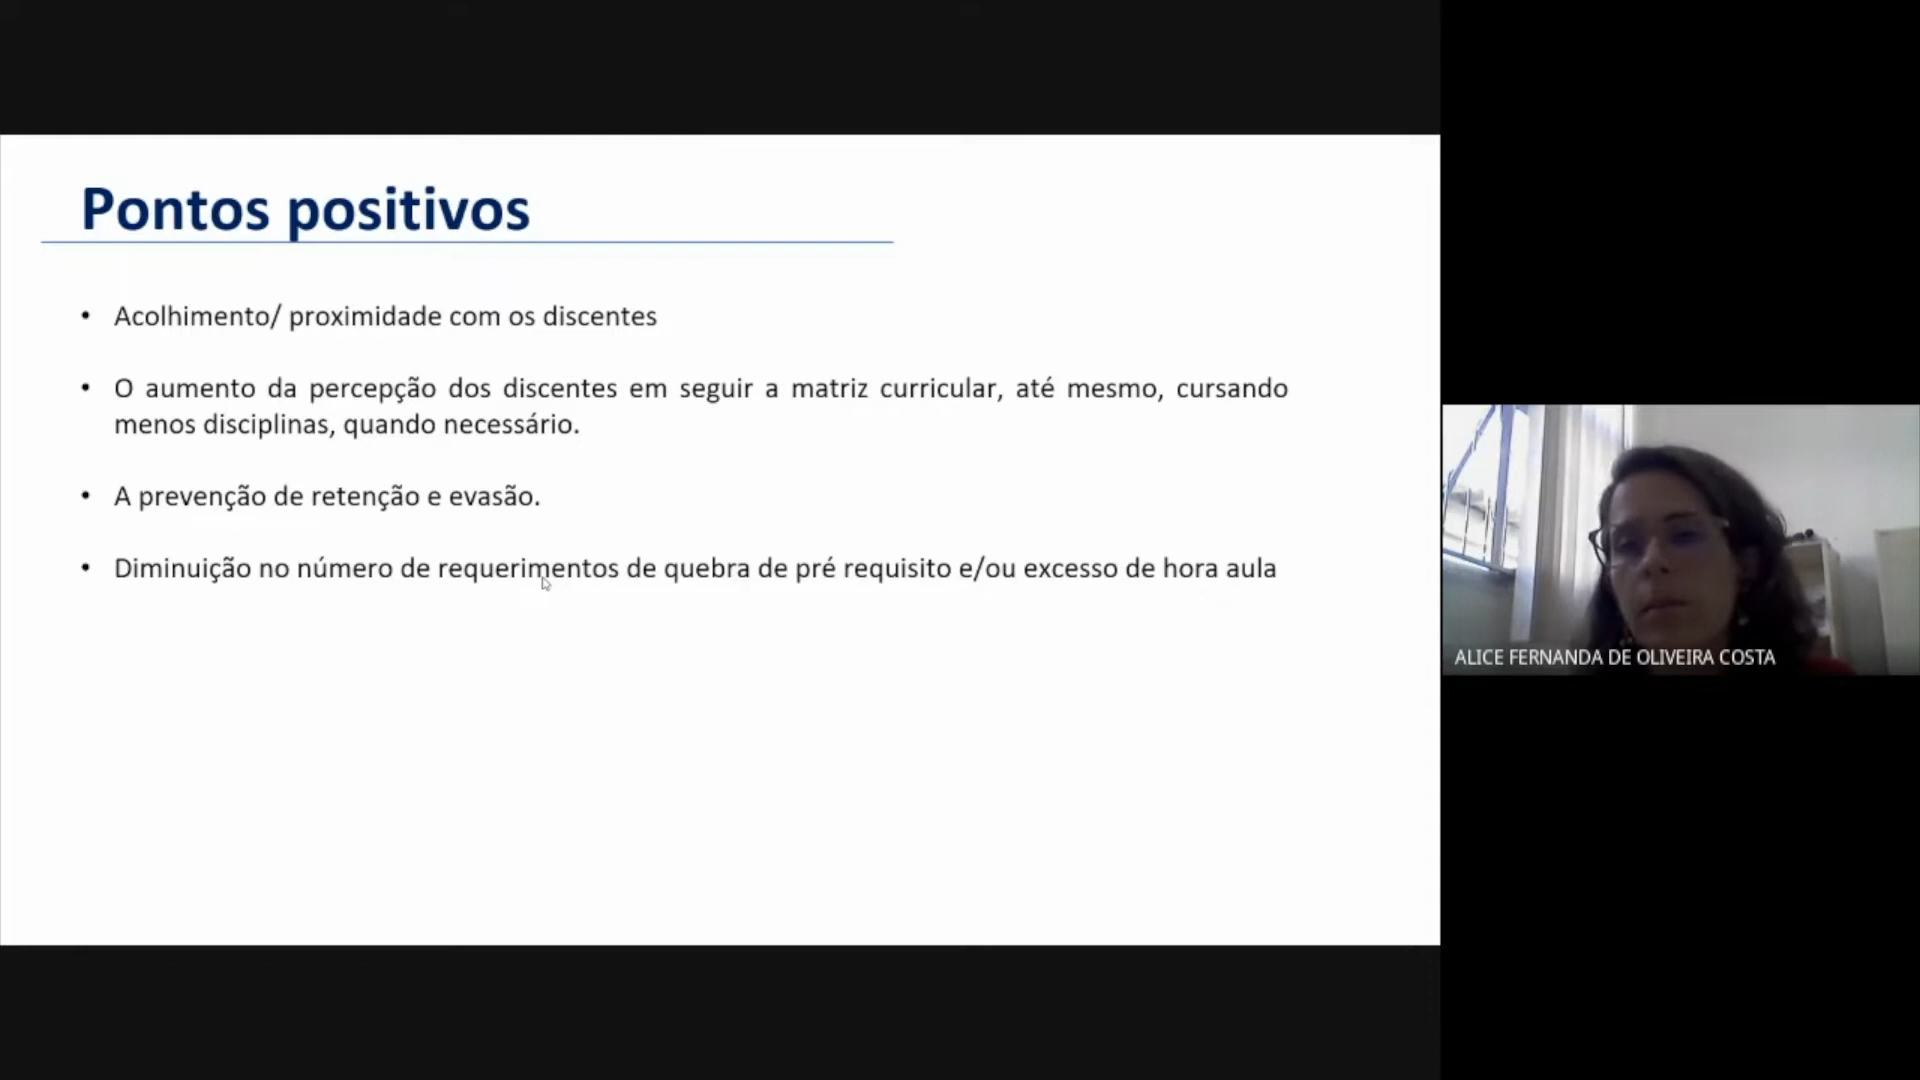 Pontos positivos
• Acolhimento/ proximidade com os discentes
• O aumento da percepção dos discentes em seguir a matriz curricular, até mesmo, cursando
menos disciplinas, quando necessário.
• A prevenção de retenção e evasão.
• Diminuição no número de requerimentos de quebra de pré requisito e/ou excesso de hora aula
ALICE FERNANDA DE OLIVEIRA COSTA